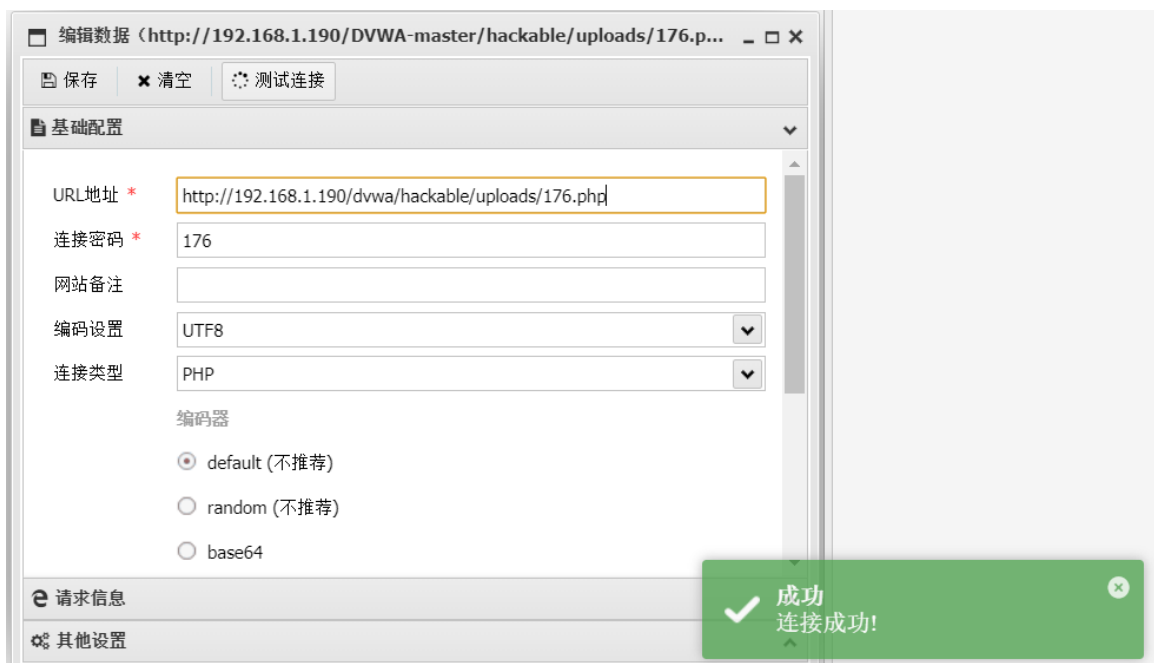 编辑数据（http://192.168.1.190/DVWA-master/hackable/uploads/176.p...
保存 清空 测试连接
基础配置
URL地址 * http://192.168.1.190/dvwa/hackable/uploads/176.php
连接密码 * 176
网站备注
编码设置 UTF8
连接类型 PHP
编码器
default (不推荐)
random (不推荐)
base64
请求信息
成功
连接成功!
其他设置